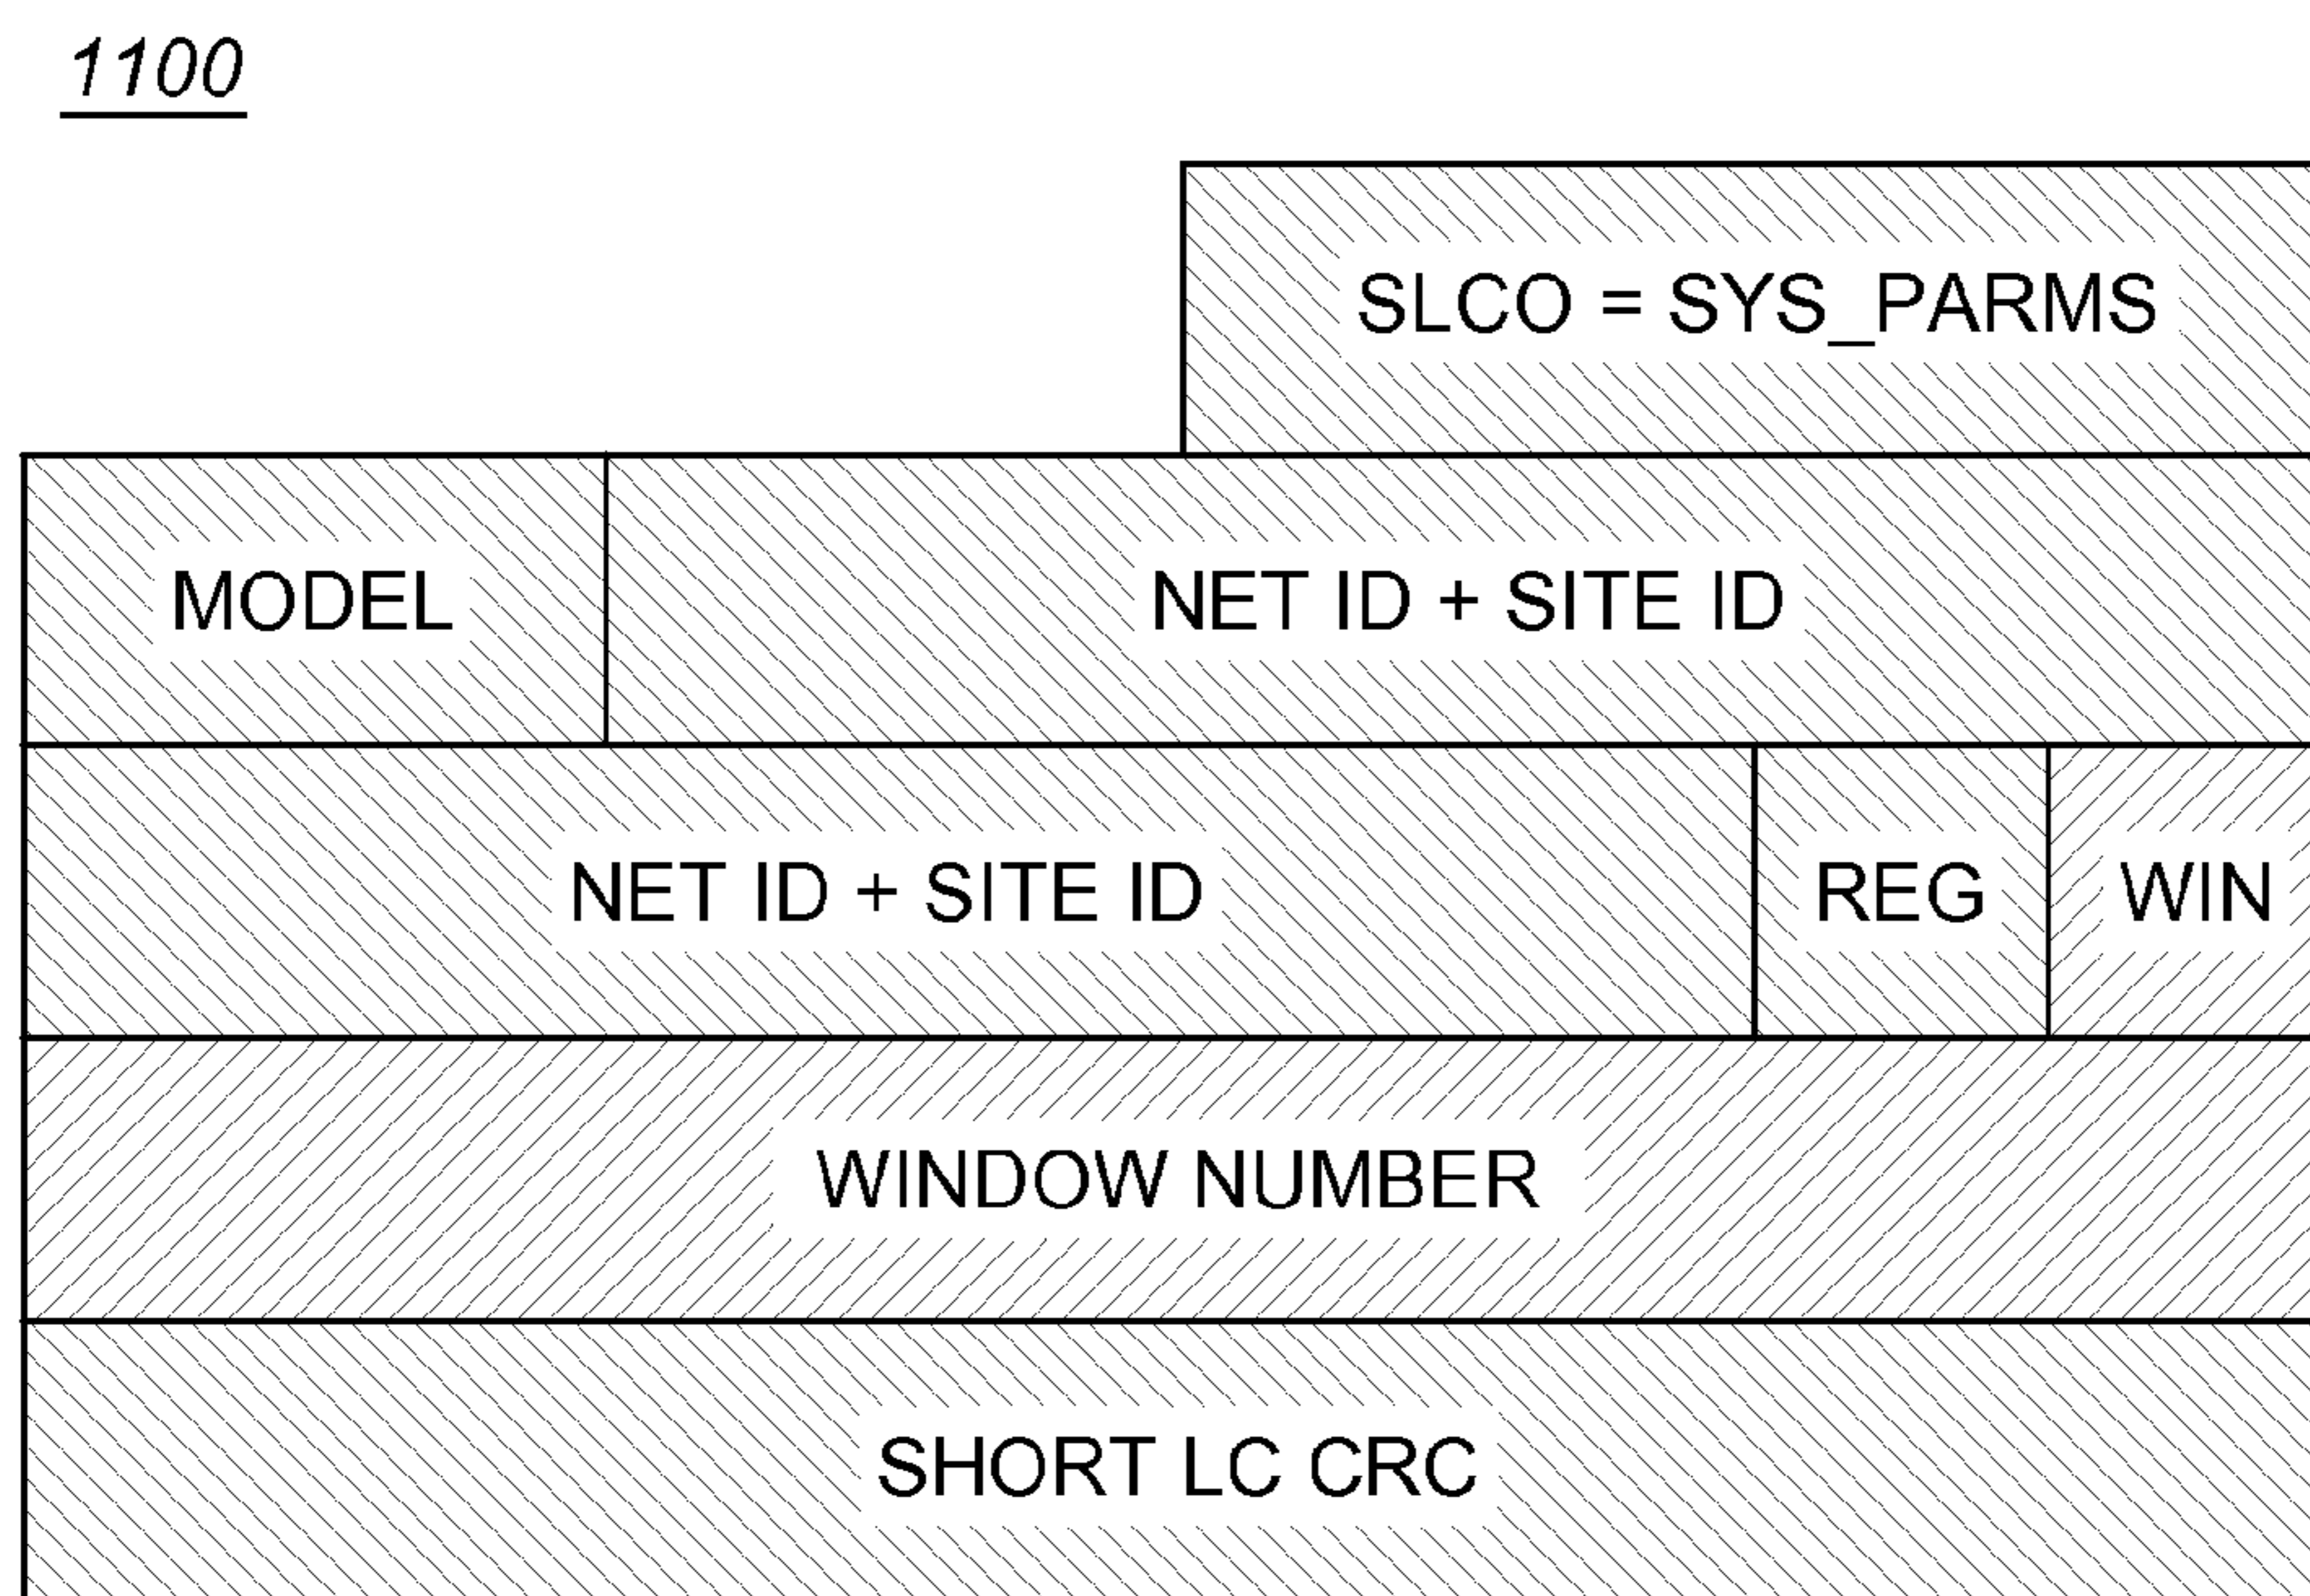 1100
SLCO = SYS_PARMS
MODEL NET ID + SITE ID
NET ID + SITE ID REG WIN
WINDOW NUMBER
SHORT LC CRC